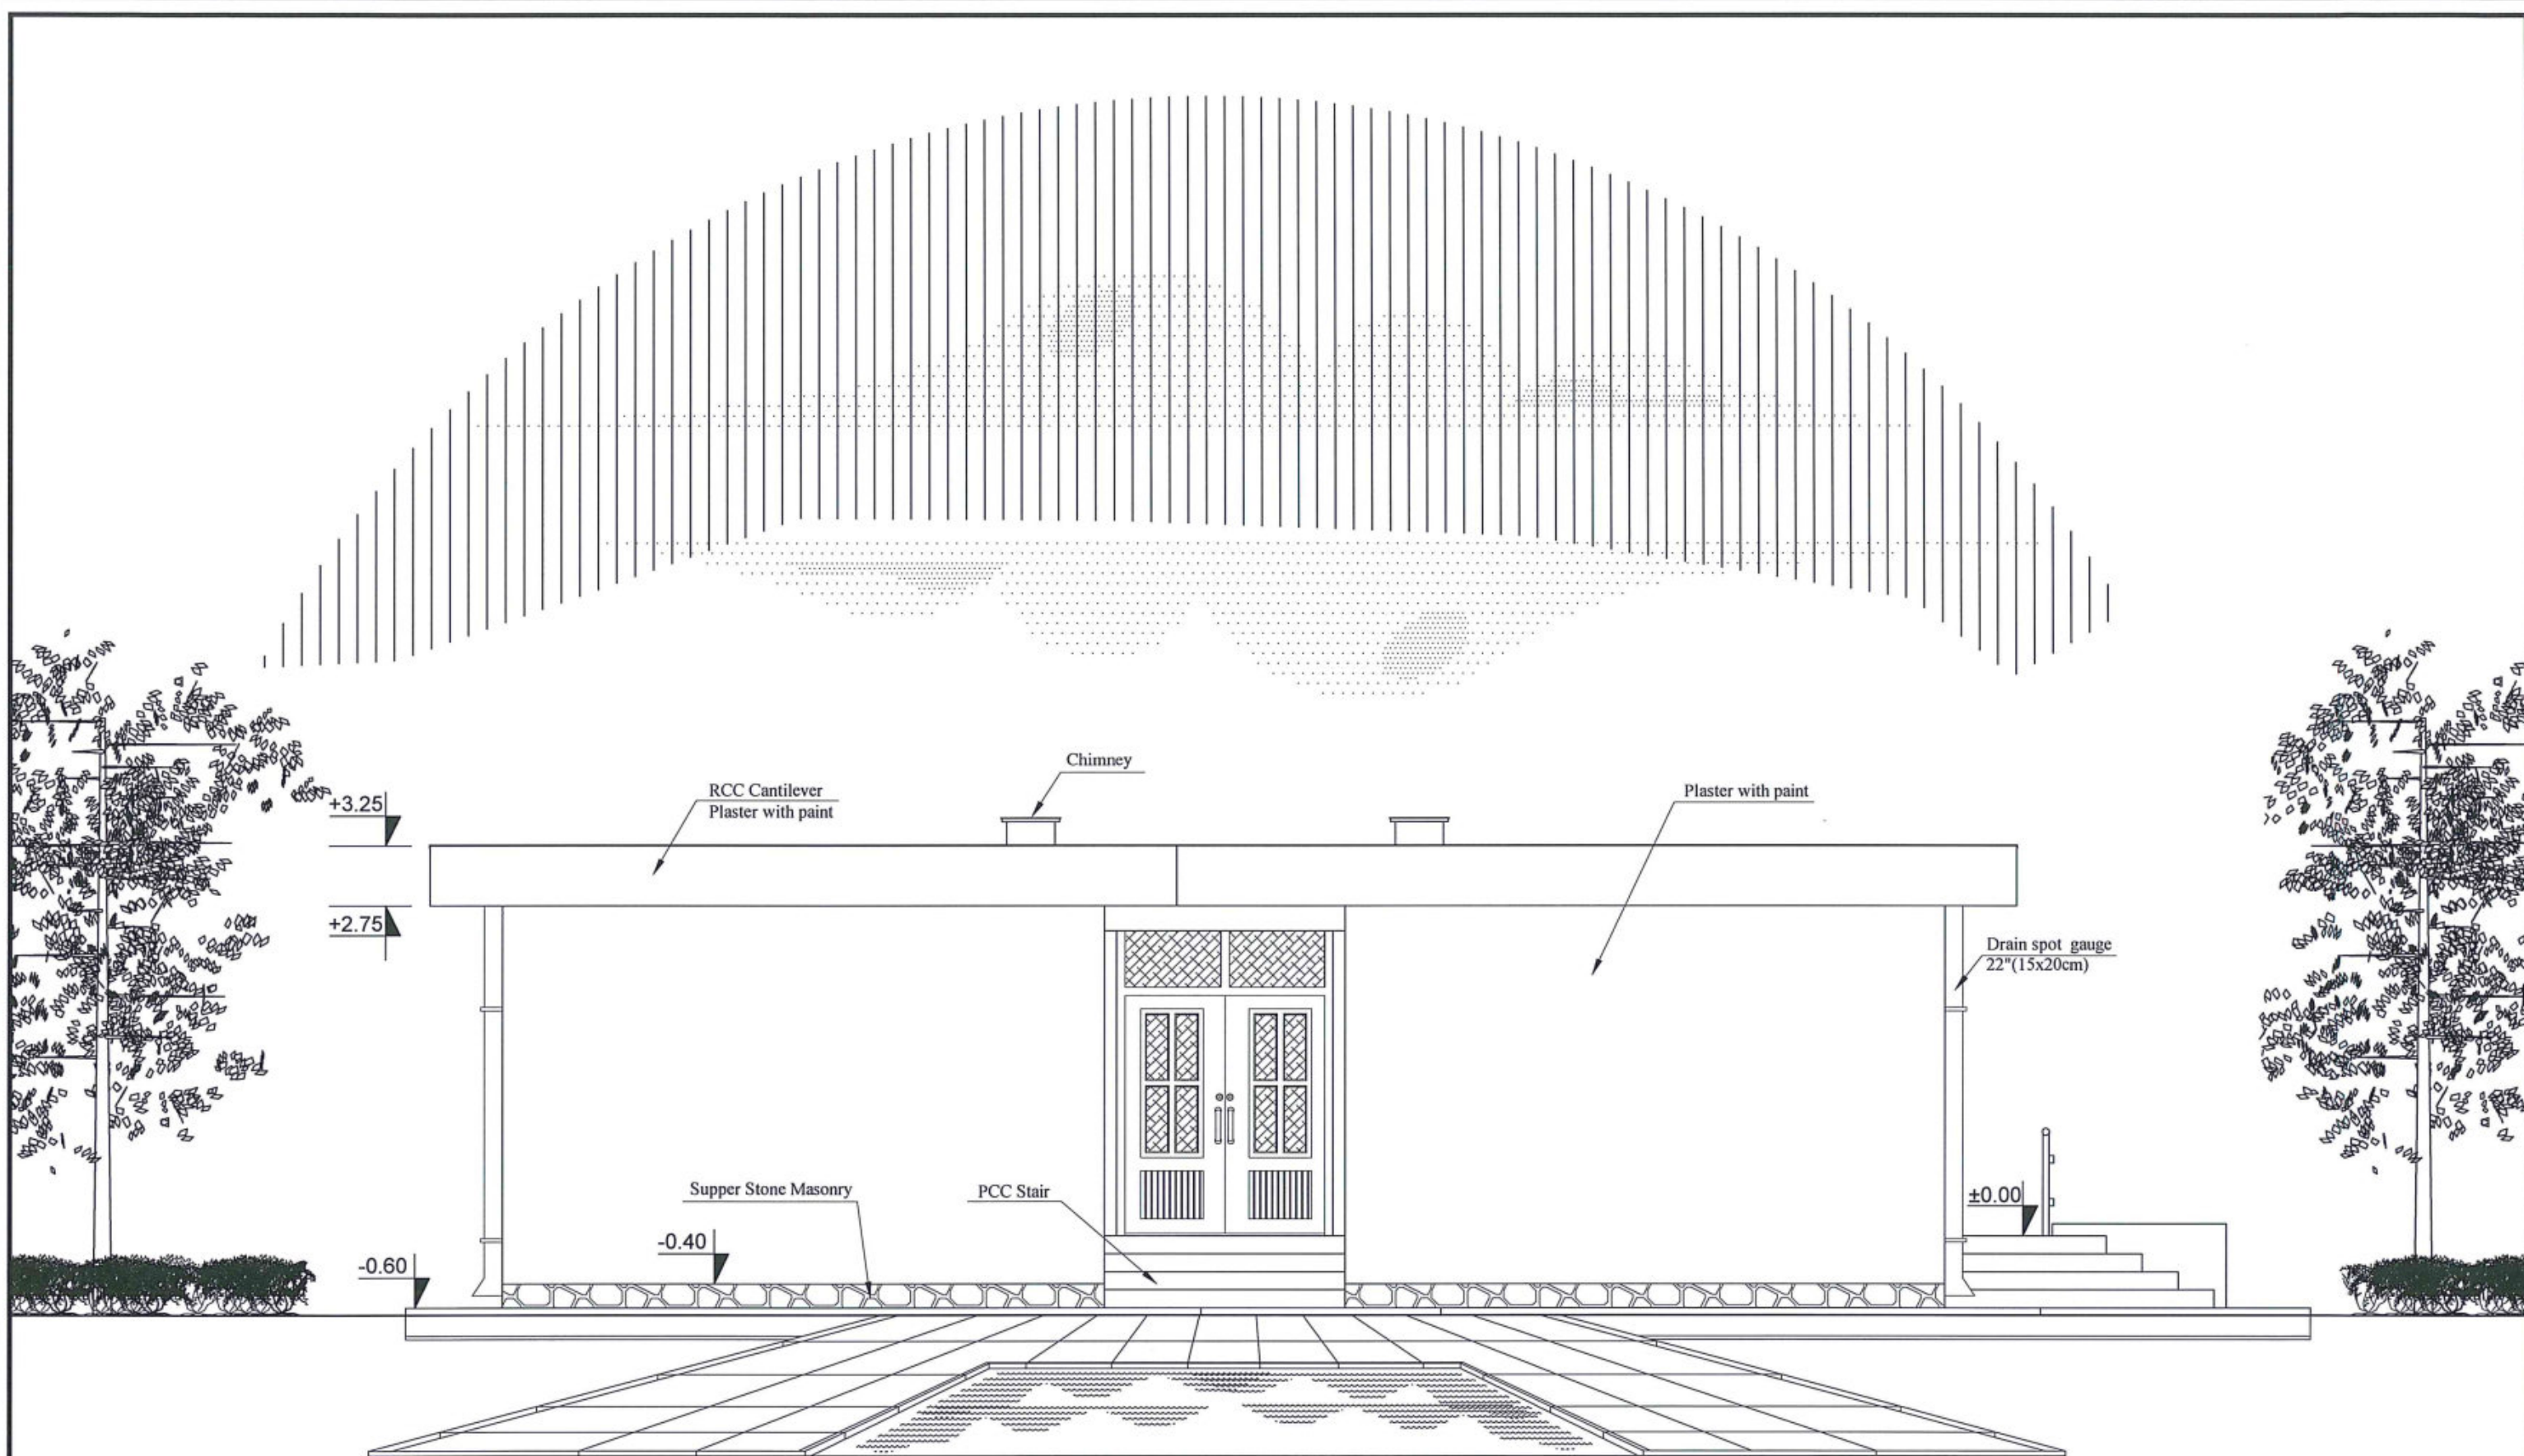 Chimney
RCC Cantilever
Plaster with paint
Plaster with paint
+3.25
+2.75
Drain spot gauge
22"(15x20cm)
Supper Stone Masonry
PCC Stair
±0.00
-0.40
-0.60